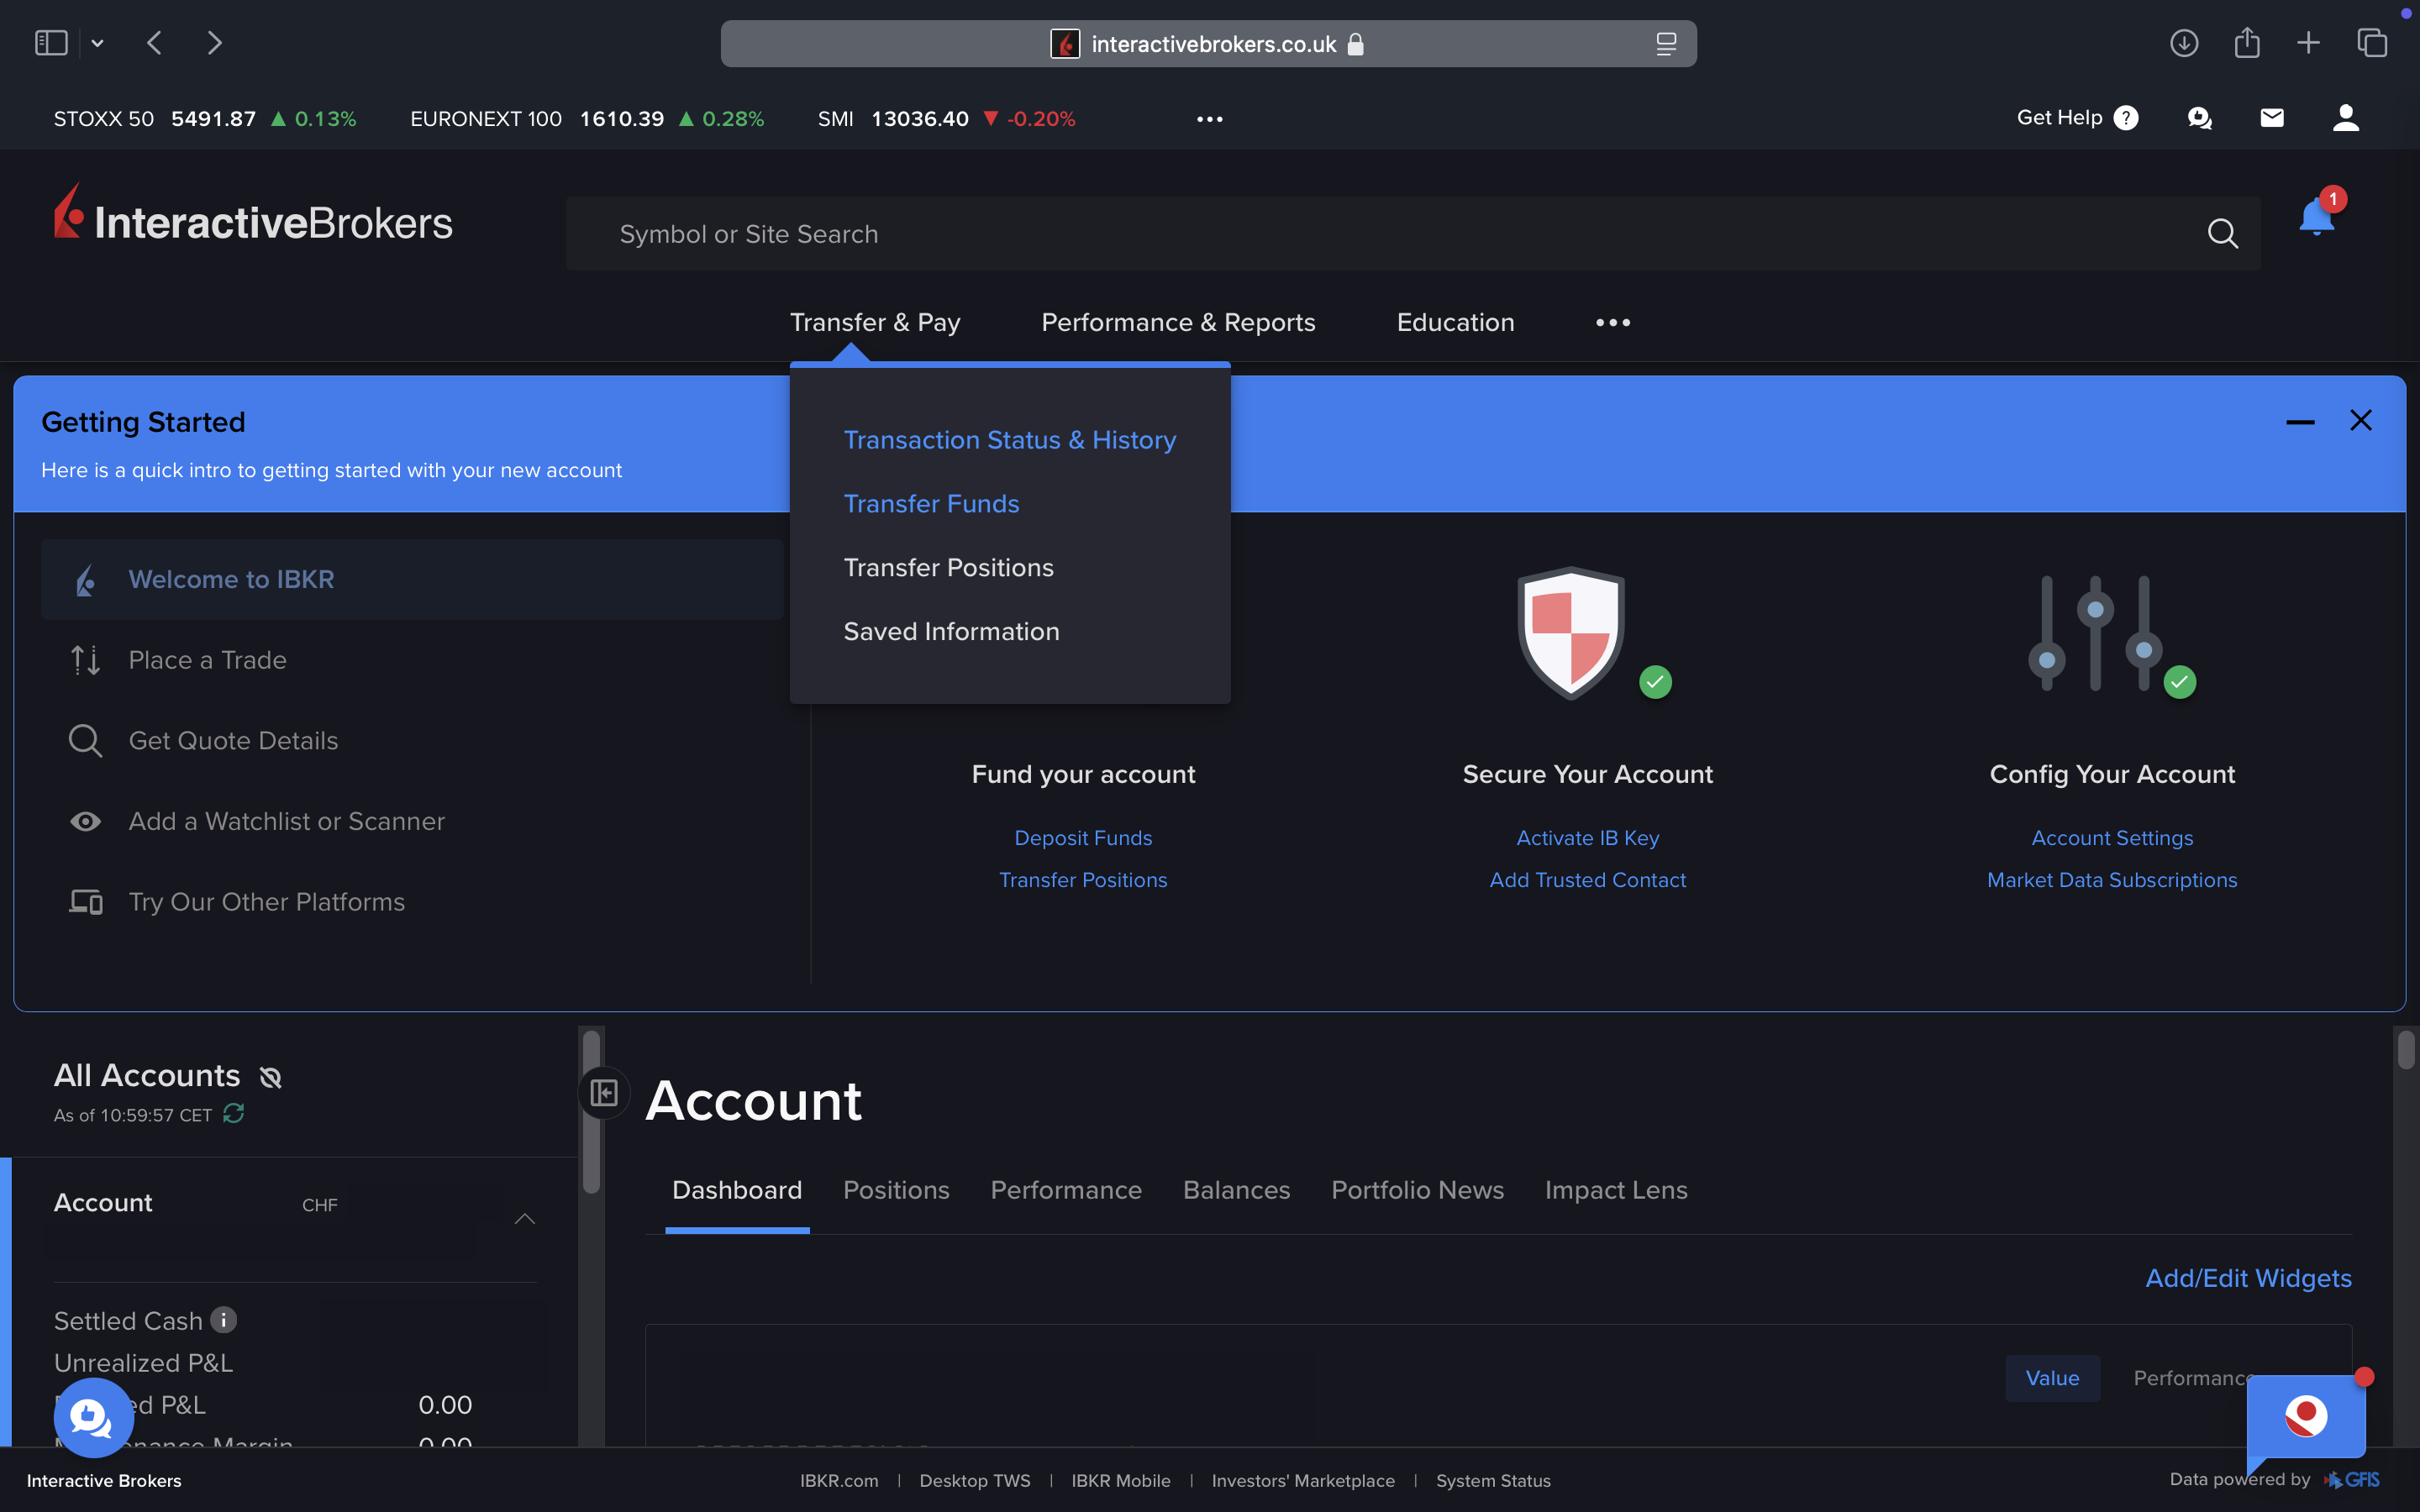 interactivebrokers.co.uk
STOXX 50 5491.87 ▲ 0.13% EURONEXT 100 1610.39 ▲ 0.28% SMI 13036.40 ▼ -0.20% •••
Get Help ?
InteractiveBrokers
Symbol or Site Search
1
Transfer & Pay Performance & Reports Education •••
Getting Started
Here is a quick intro to getting started with your new account
Transaction Status & History
Transfer Funds
Transfer Positions
Saved Information
Welcome to IBKR
Place a Trade
Get Quote Details
Add a Watchlist or Scanner
Try Our Other Platforms
Fund your account
Deposit Funds
Transfer Positions
Secure Your Account
Activate IB Key
Add Trusted Contact
Config Your Account
Account Settings
Market Data Subscriptions
All Accounts
As of 10:59:57 CET
Account CHF
Settled Cash i
Unrealized P&L
ed P&L 0.00
0.00
Account
Dashboard Positions Performance Balances Portfolio News Impact Lens
Add/Edit Widgets
Value Performance
Interactive Brokers
IBKR.com | Desktop TWS | IBKR Mobile | Investors' Marketplace | System Status
Data powered by GFIS